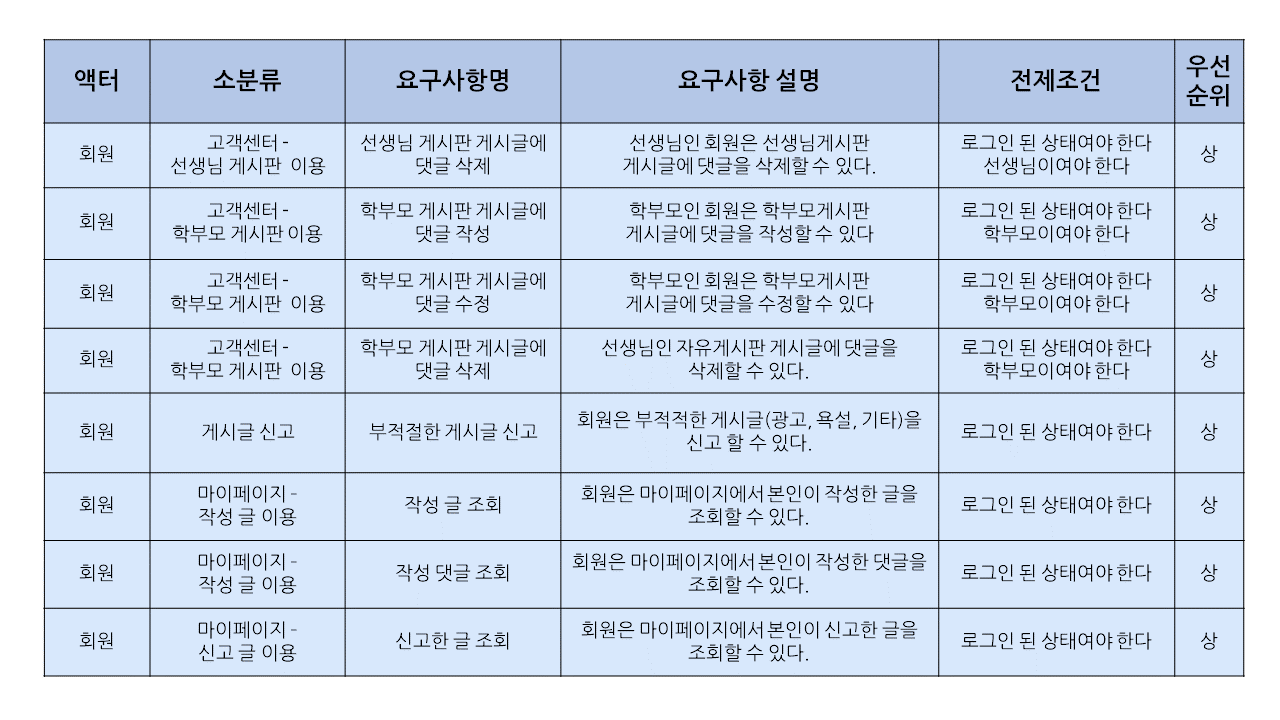 액터
소분류
요구사항명
요구사항 설명
전제조건
우선
순위
회원
고객센터 -
선생님 게시판 이용
선생님 게시판 게시글에
댓글 삭제
선생님인 회원은 선생님게시판
게시글에 댓글을 삭제할 수 있다.
로그인 된 상태여야 한다
선생님이여야 한다
상
회원
고객센터 -
학부모 게시판 이용
학부모 게시판 게시글에
댓글 작성
학부모인 회원은 학부모게시판
게시글에 댓글을 작성할 수 있다
로그인 된 상태여야 한다
학부모이여야 한다
상
회원
고객센터 -
학부모 게시판 이용
학부모 게시판 게시글에
댓글 수정
학부모인 회원은 학부모게시판
게시글에 댓글을 수정할 수 있다
로그인 된 상태여야 한다
학부모이여야 한다
상
회원
고객센터 -
학부모 게시판 이용
학부모 게시판 게시글에
댓글 삭제
선생님인 자유게시판 게시글에 댓글을
삭제할 수 있다.
로그인 된 상태여야 한다
학부모이여야 한다
상
회원
게시글 신고
부적절한 게시글 신고
회원은 부적적한 게시글(광고, 욕설, 기타)을
신고 할 수 있다.
로그인 된 상태여야 한다
상
회원
마이페이지 -
작성 글 이용
작성 글 조회
회원은 마이페이지에서 본인이 작성한 글을
조회할 수 있다.
로그인 된 상태여야 한다
상
회원
마이페이지 -
작성 글 이용
작성 댓글 조회
회원은 마이페이지에서 본인이 작성한 댓글을
조회할 수 있다.
로그인 된 상태여야 한다
상
회원
마이페이지 -
신고 글 이용
신고한 글 조회
회원은 마이페이지에서 본인이 신고한 글을
조회할 수 있다.
로그인 된 상태여야 한다
상